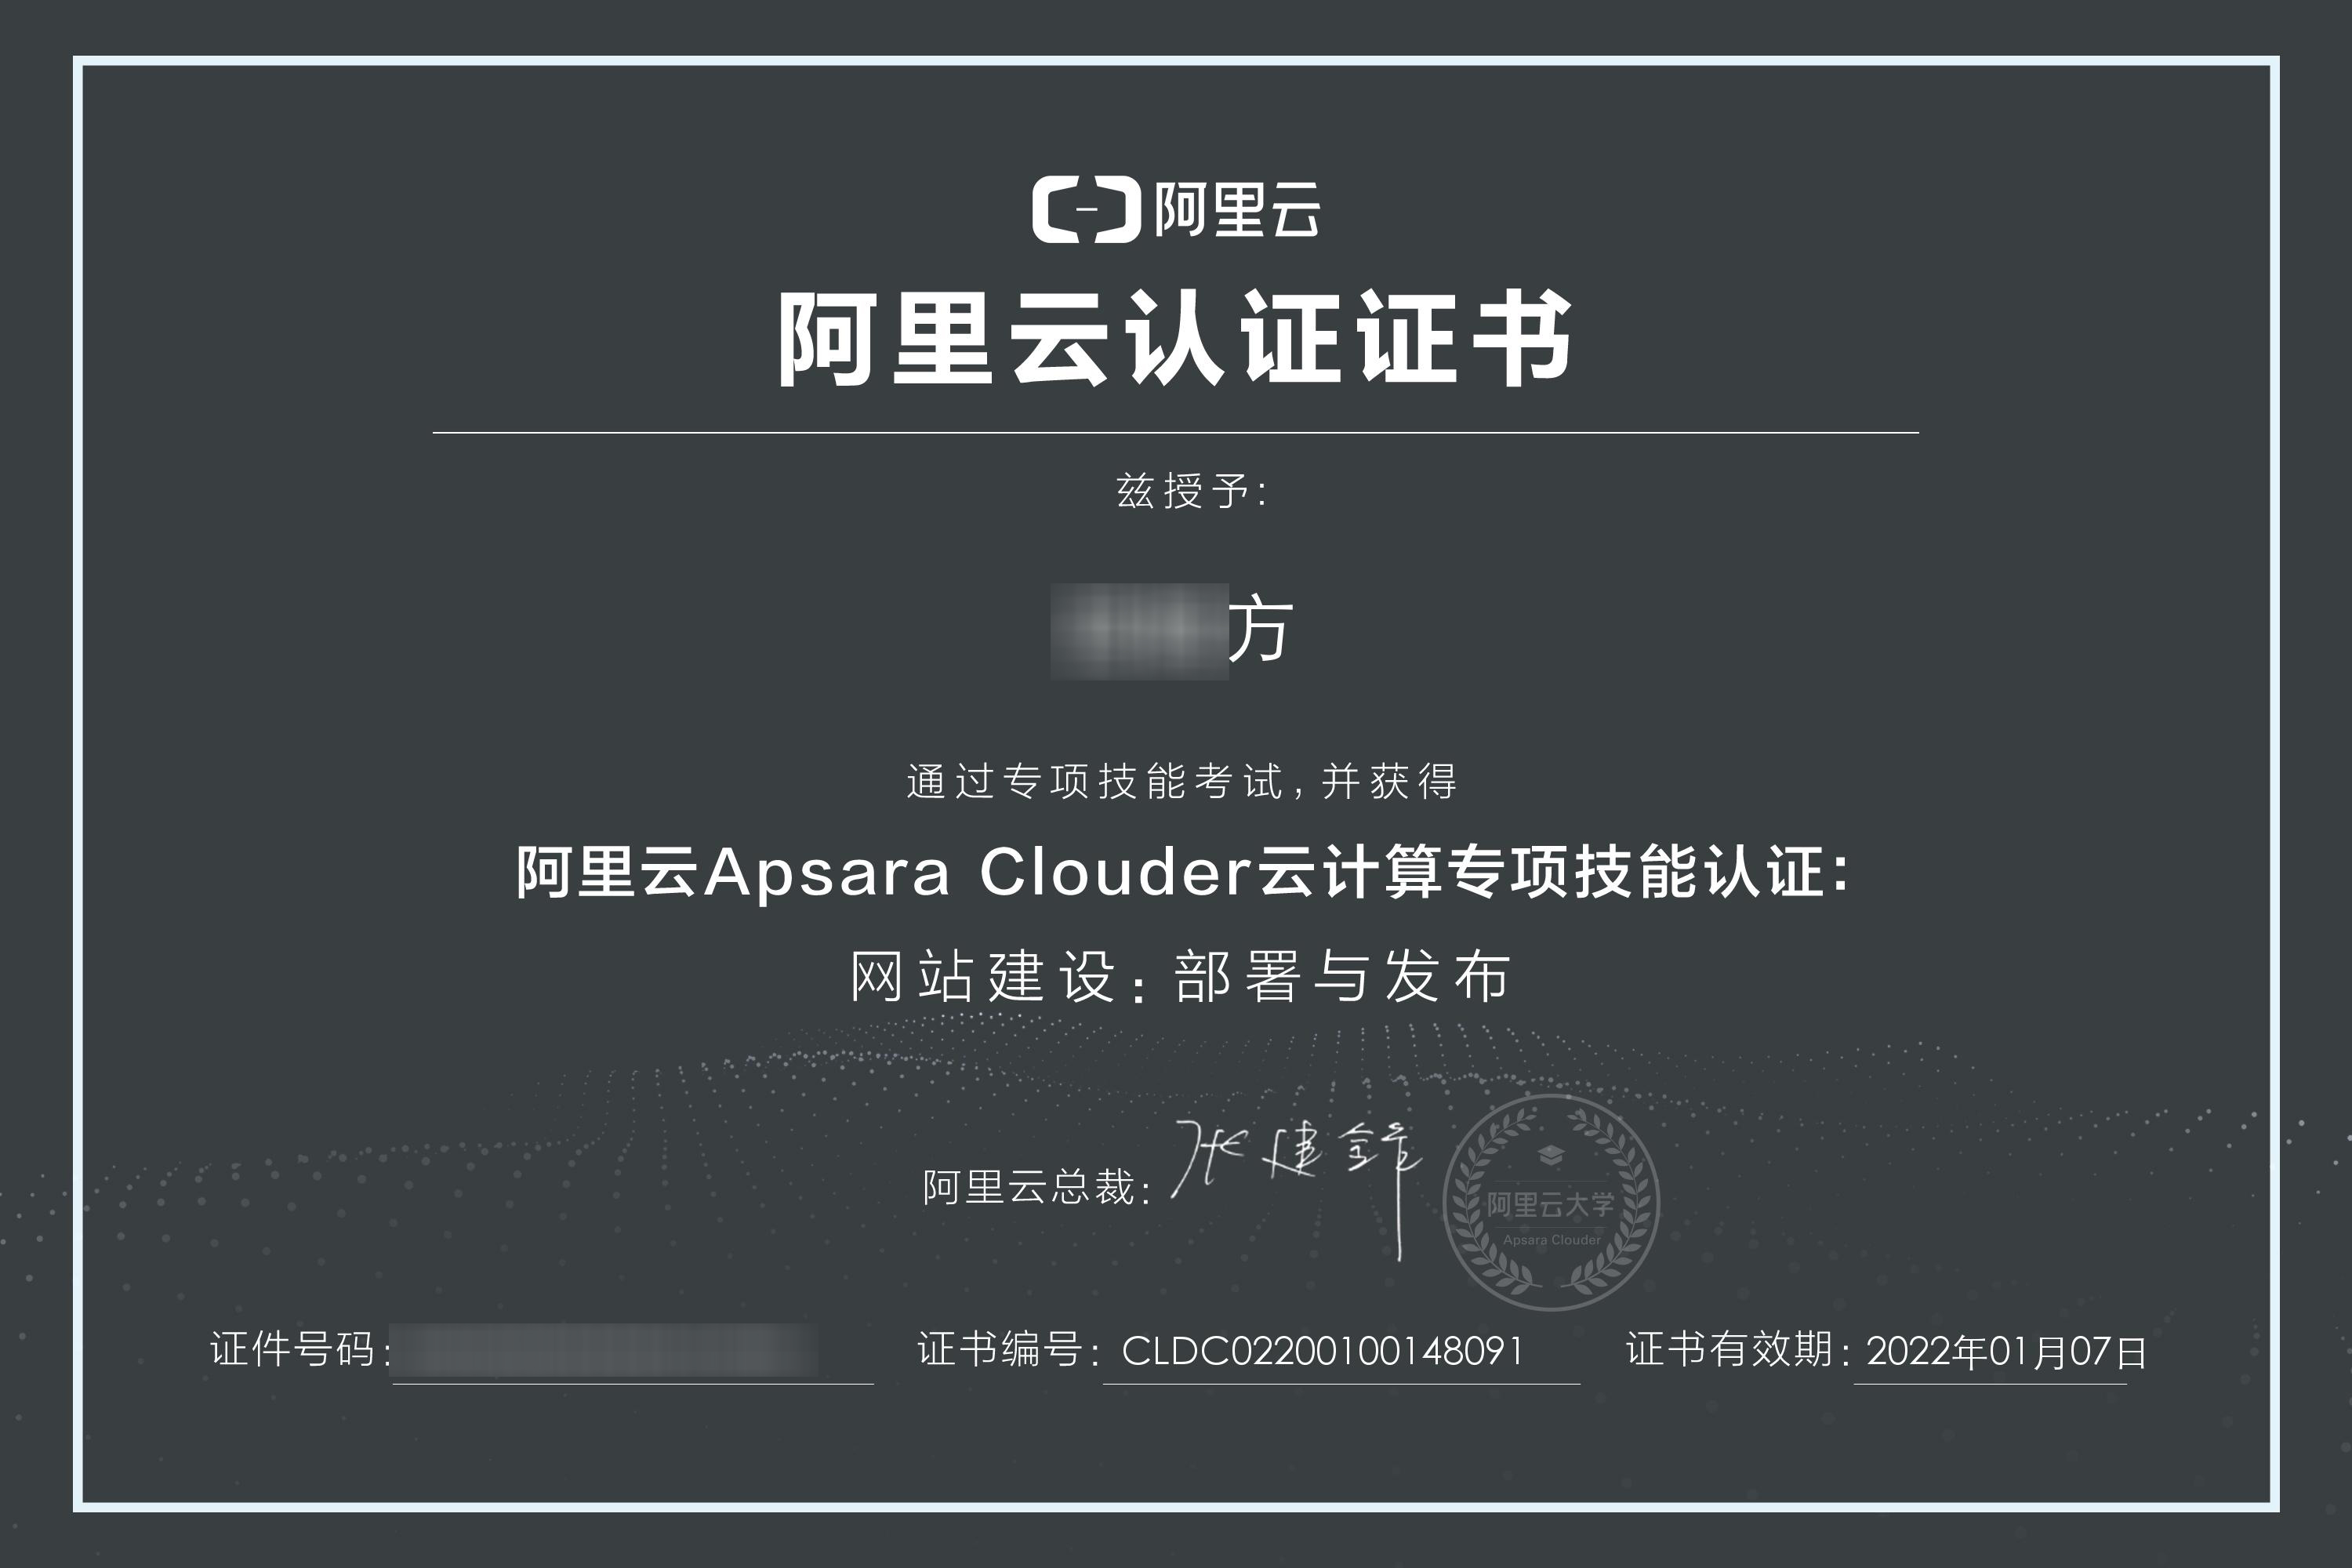 阿里云
阿里云认证证书
兹授予：
方
通过专项技能考试，并获得
阿里云Apsara Clouder云计算专项技能认证：
网站建设：部署与发布
阿里云总裁：张建锋
阿里云大学
Apsara Clouder
证件号码：
证书编号：CLDC02200100148091
证书有效期：2022年01月07日